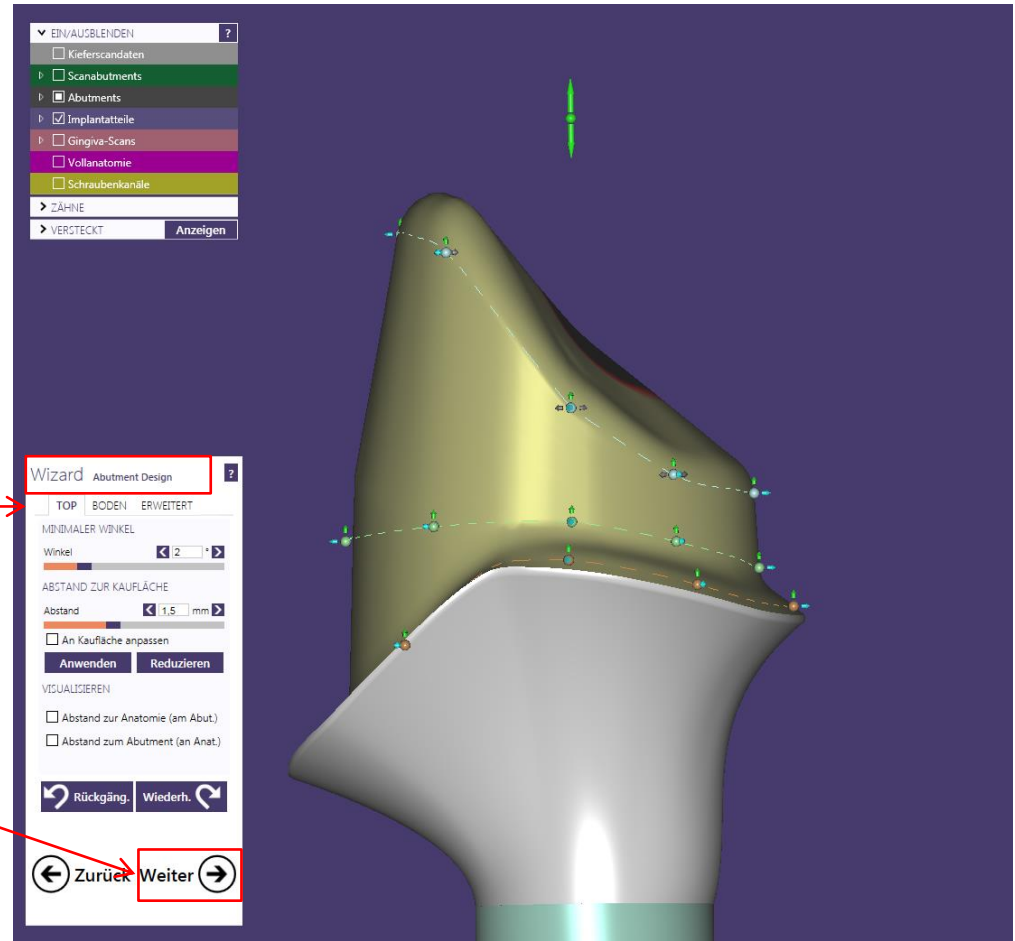 EIN/AUSBLENDEN ?
Kieferscandaten
Scanabutments
Abutments
Implantatteile
Gingiva-Scans
Vollanatomie
Schraubenkanäle
ZÄHNE
VERSTECKT Anzeigen
Wizard Abutment Design ?
TOP BODEN ERWEITERT
MINIMALER WINKEL
Winkel 2 °
ABSTAND ZUR KAUFLÄCHE
Abstand 1,5 mm
An Kaufläche anpassen
Anwenden Reduzieren
VISUALISIEREN
Abstand zur Anatomie (am Abut.)
Abstand zum Abutment (an Anat.)
Rückgäng. Wiederh.
Zurück Weiter